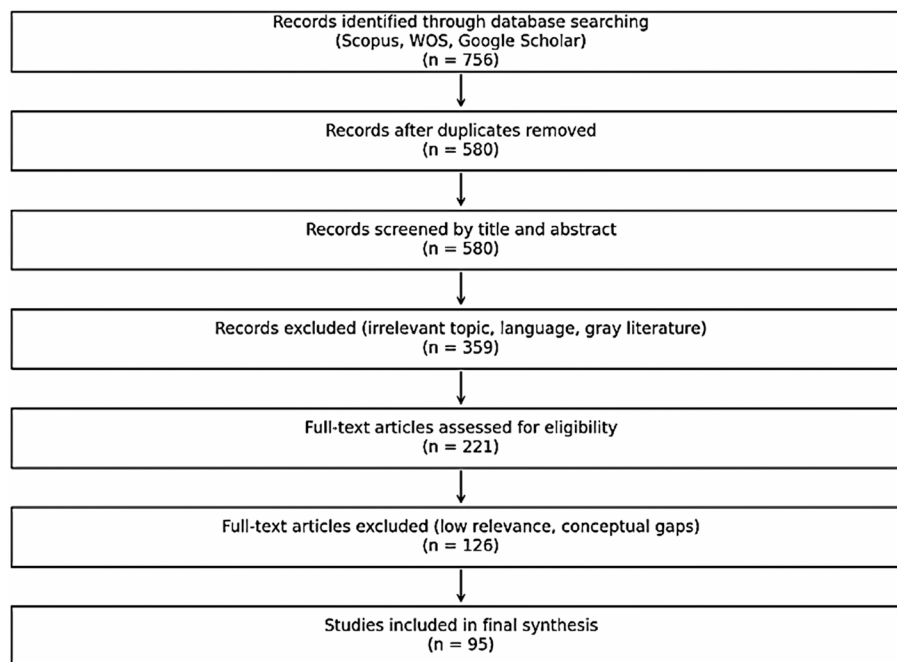 Records identified through database searching
(Scopus, WOS, Google Scholar)
(n = 756)
Records after duplicates removed
(n = 580)
Records screened by title and abstract
(n = 580)
Records excluded (irrelevant topic, language, gray literature)
(n = 359)
Full-text articles assessed for eligibility
(n = 221)
Full-text articles excluded (low relevance, conceptual gaps)
(n = 126)
Studies included in final synthesis
(n = 95)